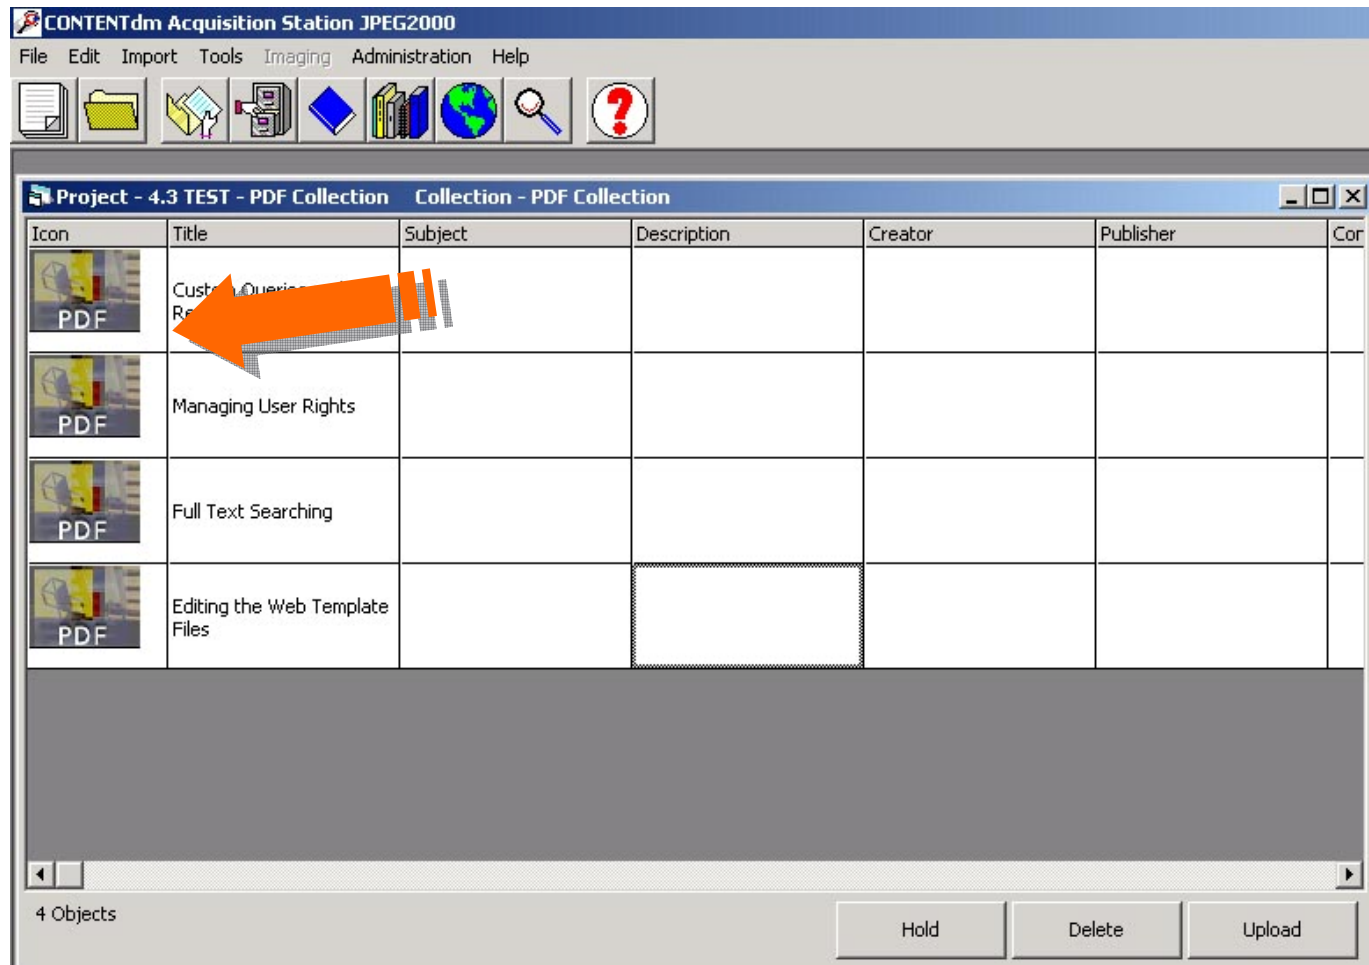 CONTENTdm Acquisition Station JPEG2000
File Edit Import Tools Imaging Administration Help
Project - 4.3 TEST - PDF Collection Collection - PDF Collection
Icon Title Subject Description Creator Publisher Cor
PDF
PDF Managing User Rights
PDF Full Text Searching
Editing the Web Template
PDF Files
4 Objects Hold Delete Upload